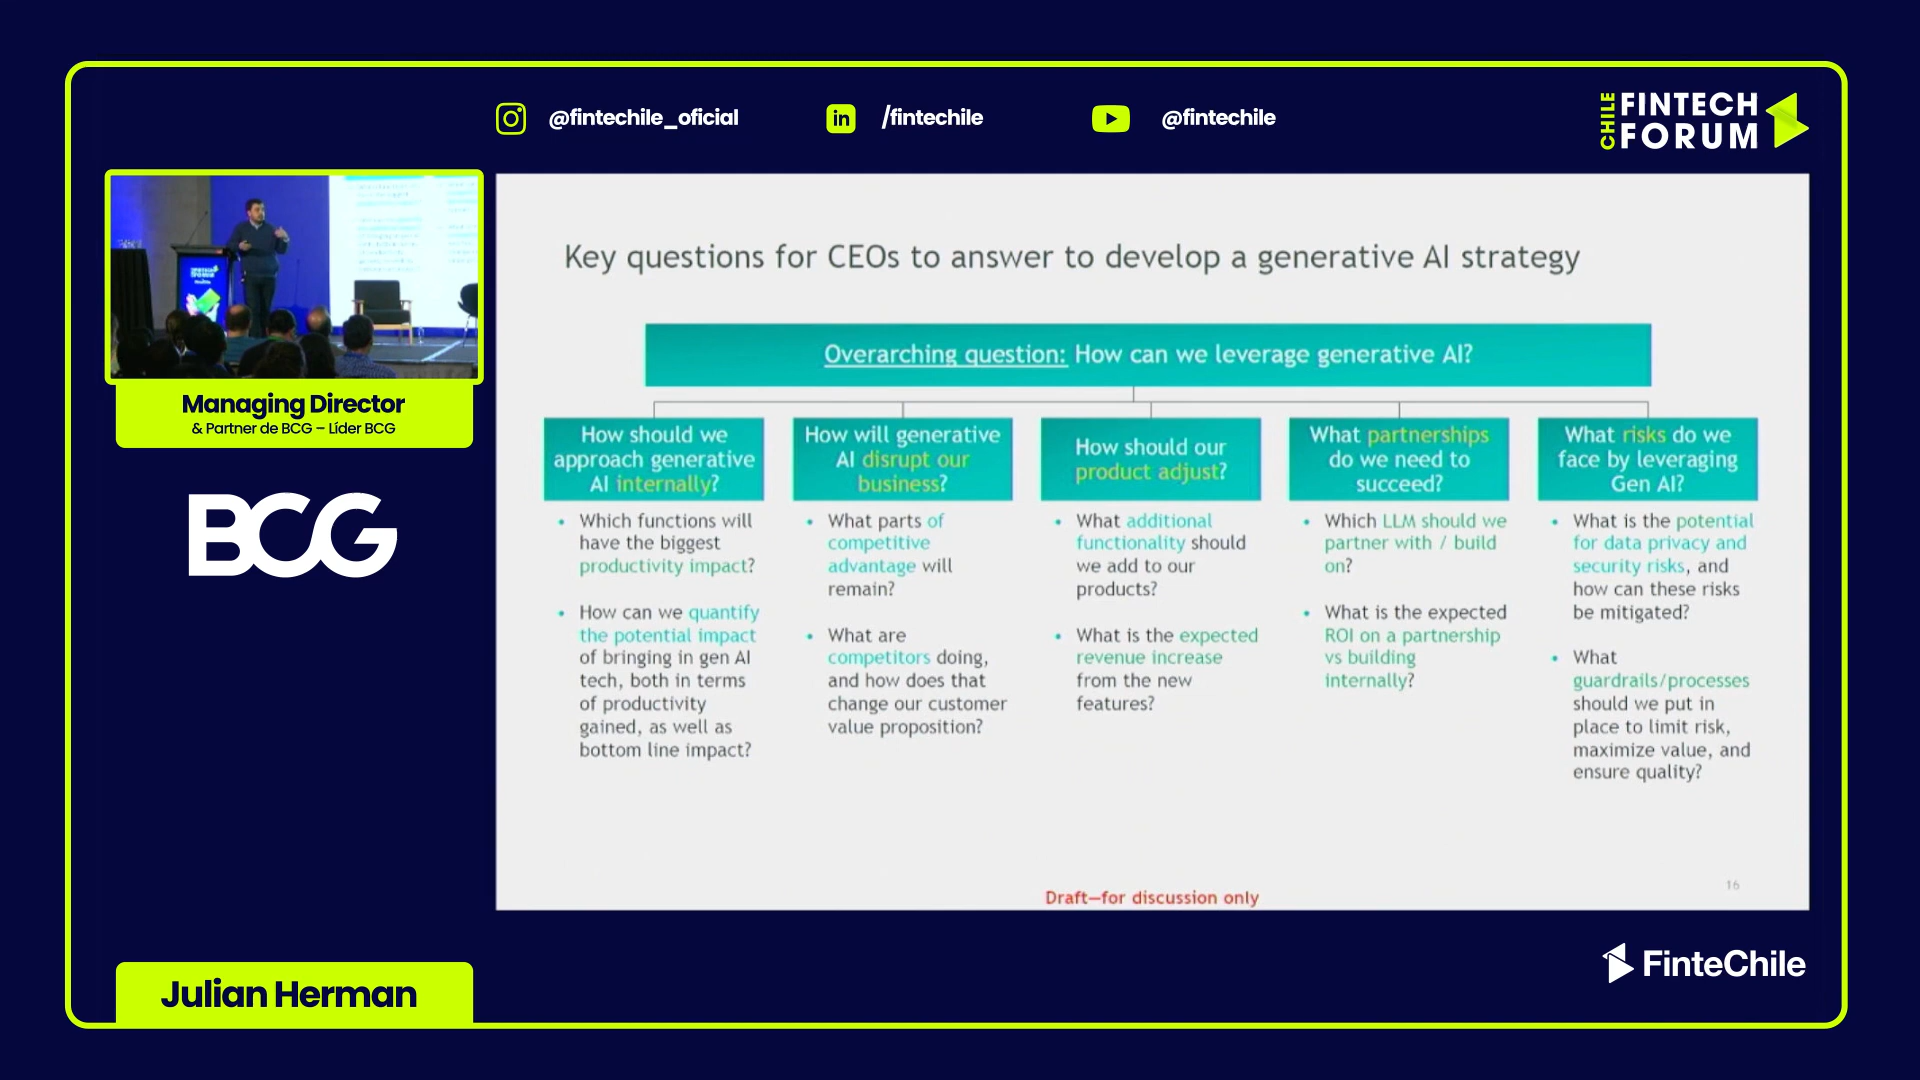 @fintechile_oficial
/fintechile
@fintechile
CHILE
FINTECH
FORUM
Managing Director
& Partner de BCG – Líder BCG
BCG
Key questions for CEOs to answer to develop a generative AI strategy
Overarching question: How can we leverage generative AI?
How should we
approach generative
AI internally?
• Which functions will
have the biggest
productivity impact?
• How can we quantify
the potential impact
of bringing in gen AI
tech, both in terms
of productivity
gained, as well as
bottom line impact?
How will generative
AI disrupt our
business?
• What parts of
competitive
advantage will
remain?
• What are
competitors doing,
and how does that
change our customer
value proposition?
How should our
product adjust?
• What additional
functionality should
we add to our
products?
• What is the expected
revenue increase
from the new
features?
What partnerships
do we need to
succeed?
• Which LLM should we
partner with / build
on?
• What is the expected
ROI on a partnership
vs building
internally?
What risks do we
face by leveraging
Gen AI?
• What is the potential
for data privacy and
security risks, and
how can these risks
be mitigated?
• What
guardrails/processes
should we put in
place to limit risk,
maximize value, and
ensure quality?
16
Draft—for discussion only
FinteChile
Julian Herman